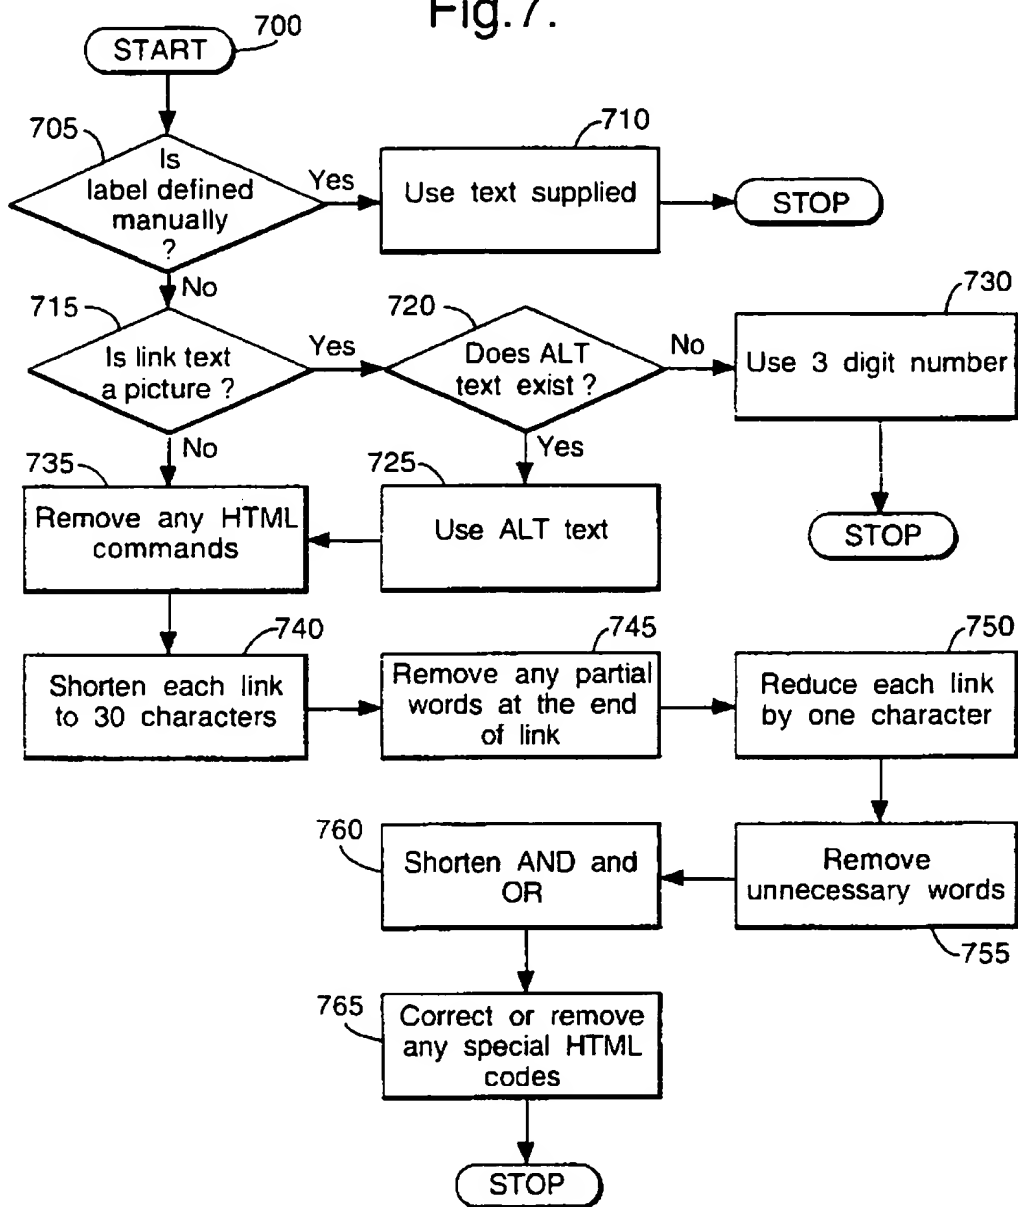 Fig.7.
START
700
705
Is
label defined
manually
?
Yes
710
Use text supplied
STOP
No
715
Is link text
a picture ?
Yes
720
Does ALT
text exist ?
No
730
Use 3 digit number
STOP
No
Yes
735
Remove any HTML
commands
725
Use ALT text
740
Shorten each link
to 30 characters
745
Remove any partial
words at the end
of link
750
Reduce each link
by one character
760
Shorten AND and
OR
Remove
unnecessary words
755
765
Correct or remove
any special HTML
codes
STOP